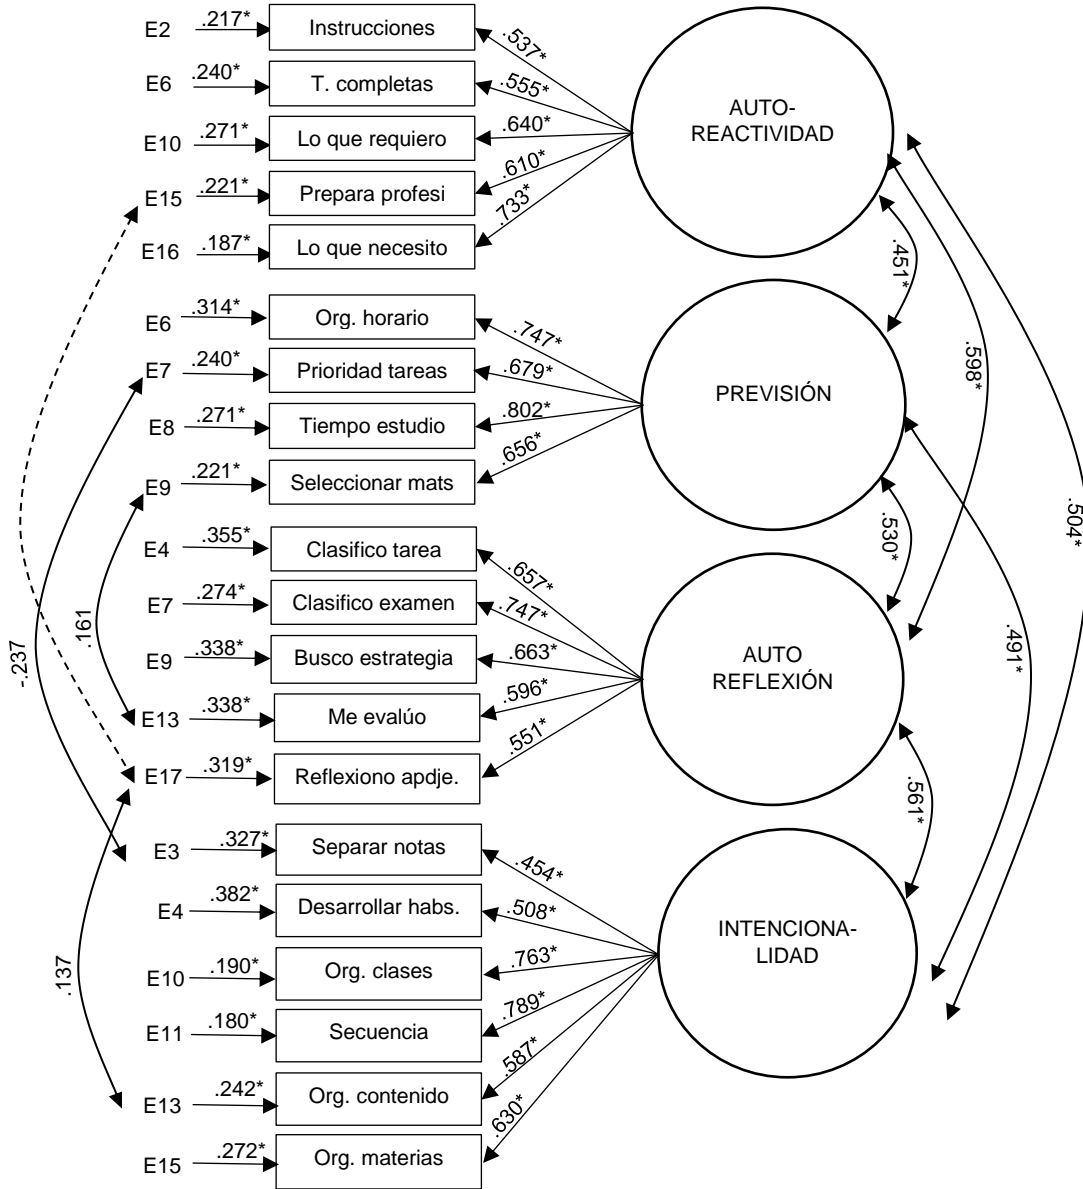 E2 .217* Instrucciones .537*
E6 .240* T. completas .555*
E10 .271* Lo que requiero .640*
E15 .221* Prepara profesi .610*
E16 .187* Lo que necesito .733*
AUTO-
REACTIVIDAD
E6 .314* Org. horario .747*
E7 .240* Prioridad tareas .679*
E8 .271* Tiempo estudio .802*
E9 .221* Seleccionar mats .656*
PREVISIÓN
E4 .355* Clasifico tarea .657*
E7 .274* Clasifico examen .747*
E9 .338* Busco estrategia .663*
E13 .338* Me evalúo .596*
E17 .319* Reflexiono apdje. .551*
AUTO
REFLEXIÓN
E3 .327* Separar notas .454*
E4 .382* Desarrollar habs. .508*
E10 .190* Org. clases .763*
E11 .180* Secuencia .789*
E13 .242* Org. contenido .587*
E15 .272* Org. materias .630*
INTENCIONA-
LIDAD
.451*
.598*
.504*
.530*
.491*
.561*
-.237
.161
.137